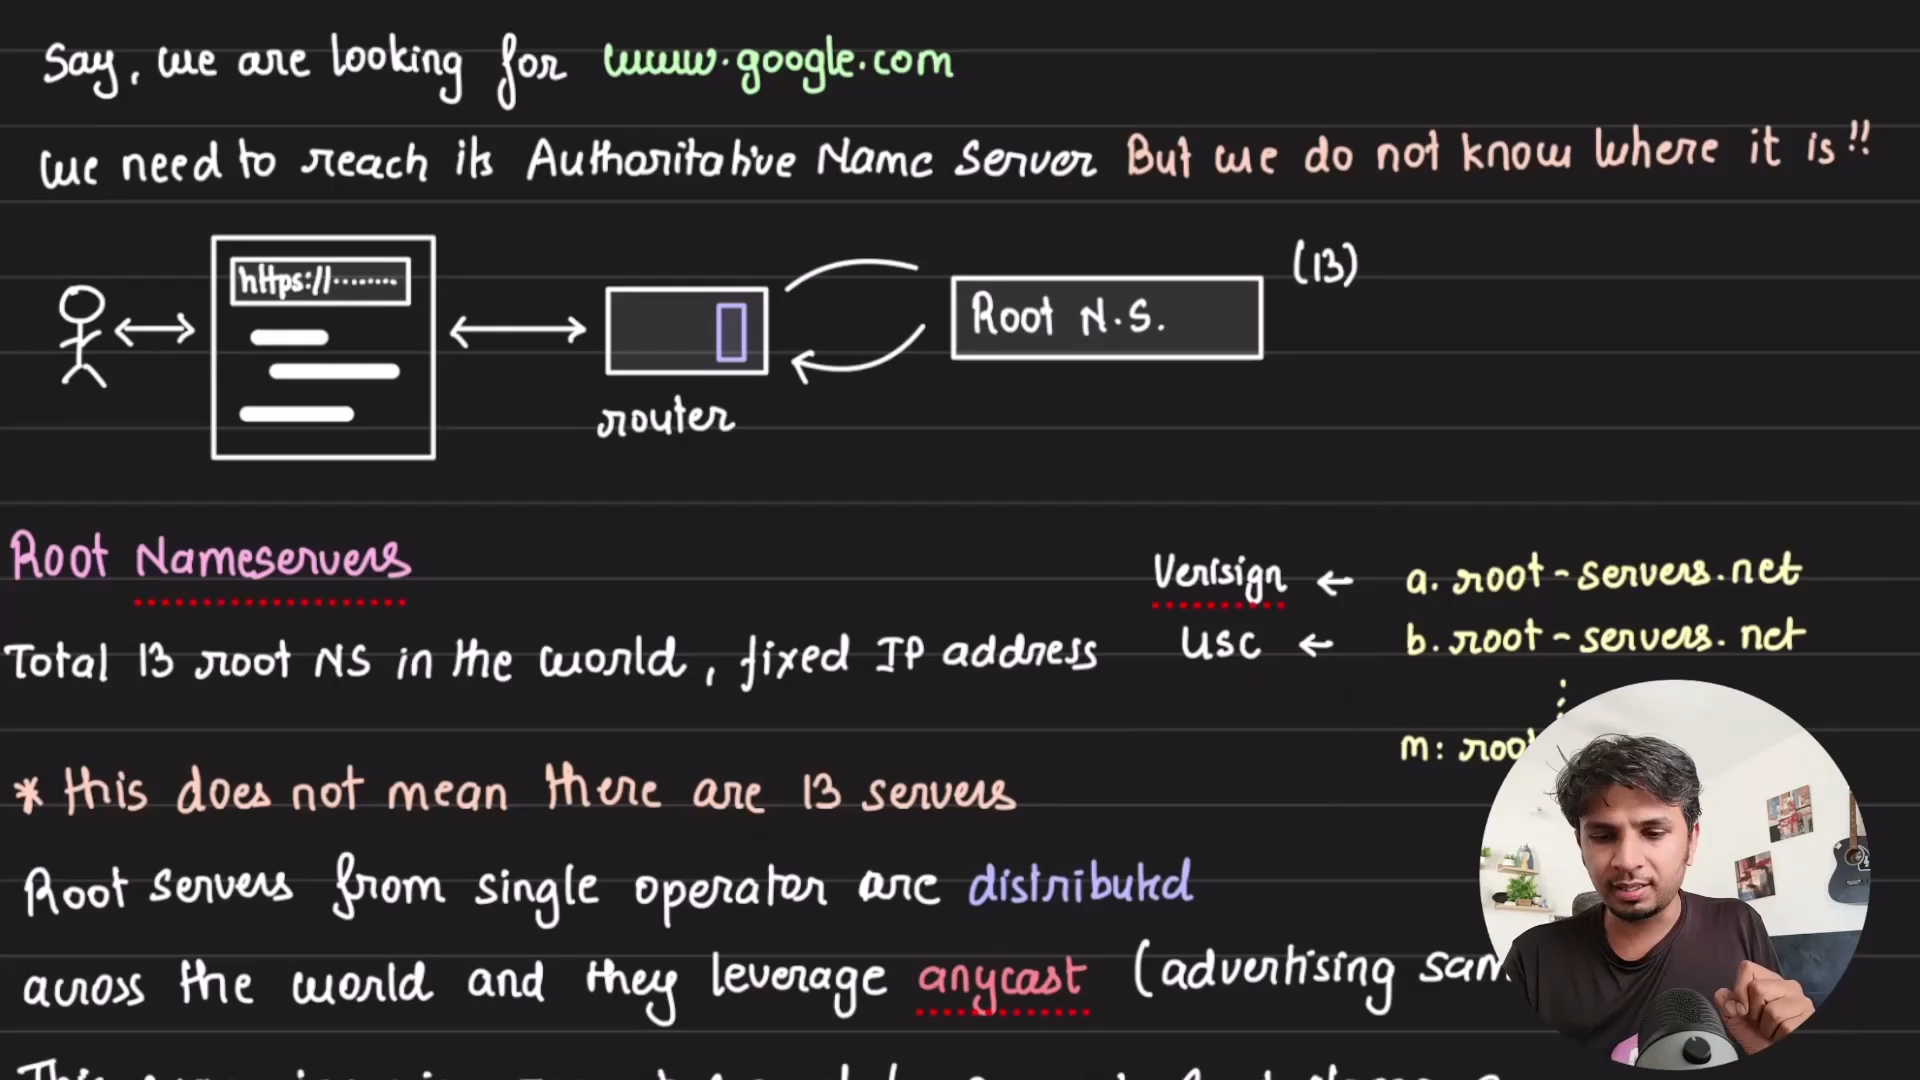 Say, we are looking for www.google.com
we need to reach its Authoritative Name Server But we do not know where it is!!
https://........
Root N.S.
(13)
router
Root Nameservers
Verisign ← a. root-servers.net
Total 13 root NS in the world, fixed IP address
USC ← b. root-servers.net
m: roo
* this does not mean there are 13 servers
Root servers from single operator are distributed
across the world and they leverage anycast (advertising sam